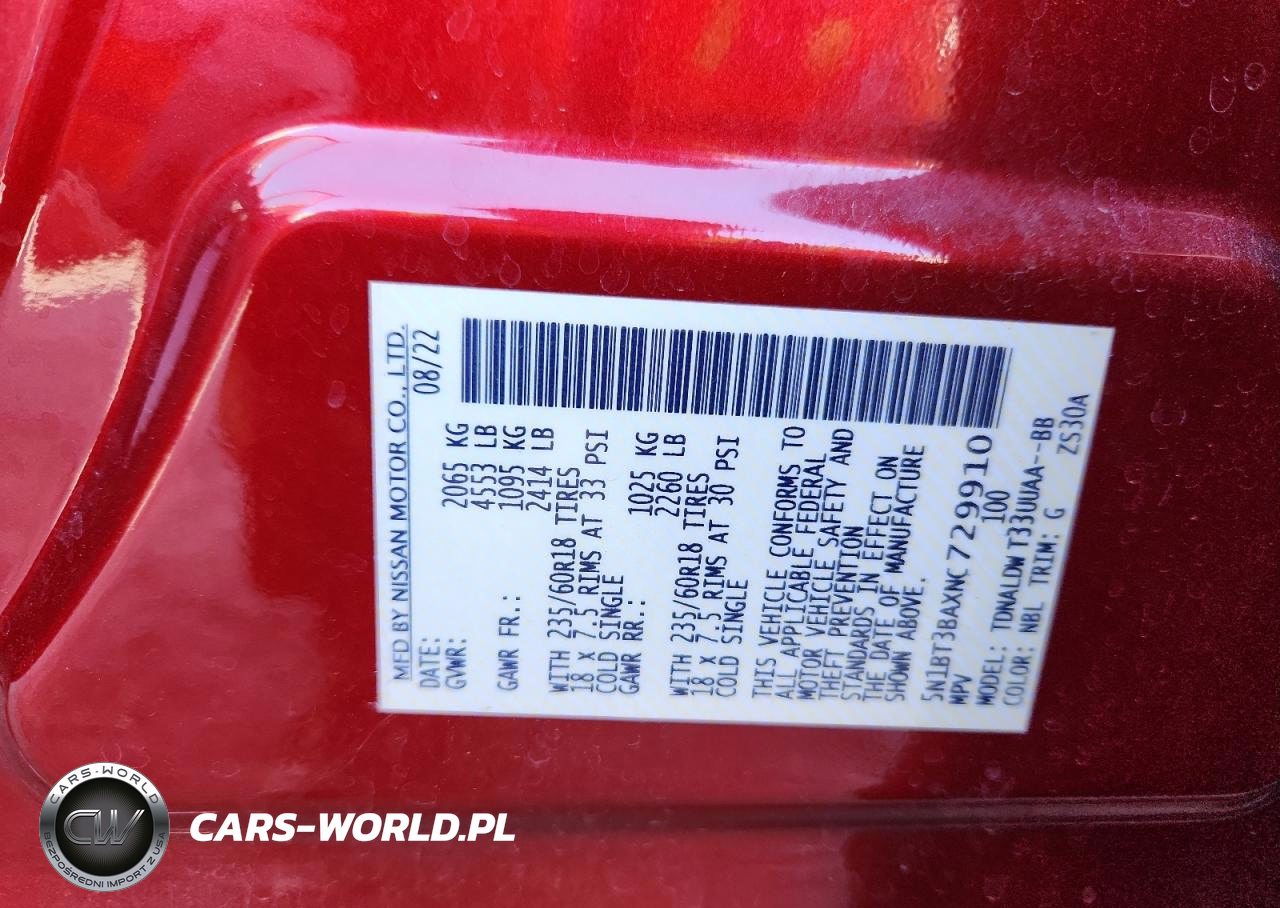 MFD BY NISSAN MOTOR CO., LTD.
DATE: 08/22
GVWR: 2065 KG
4553 LB
GAWR FR.: 1095 KG
2414 LB
WITH 235/60R18 TIRES
18 x 7.5 RIMS AT 33 PSI
COLD SINGLE
GAWR RR.: 1025 KG
2260 LB
WITH 235/60R18 TIRES
18 x 7.5 RIMS AT 30 PSI
COLD SINGLE
THIS VEHICLE CONFORMS TO
ALL APPLICABLE FEDERAL
MOTOR VEHICLE SAFETY AND
THEFT PREVENTION
STANDARDS IN EFFECT ON
THE DATE OF MANUFACTURE
SHOWN ABOVE.
5N1BT3BAXNC729910
MPV 100
MODEL: TDNALDWT33UUAA--BB
COLOR: NBL TRIM: G ZS30A
CARS-WORLD
CW
BEZPOŚREDNI IMPORT Z USA
CARS-WORLD.PL